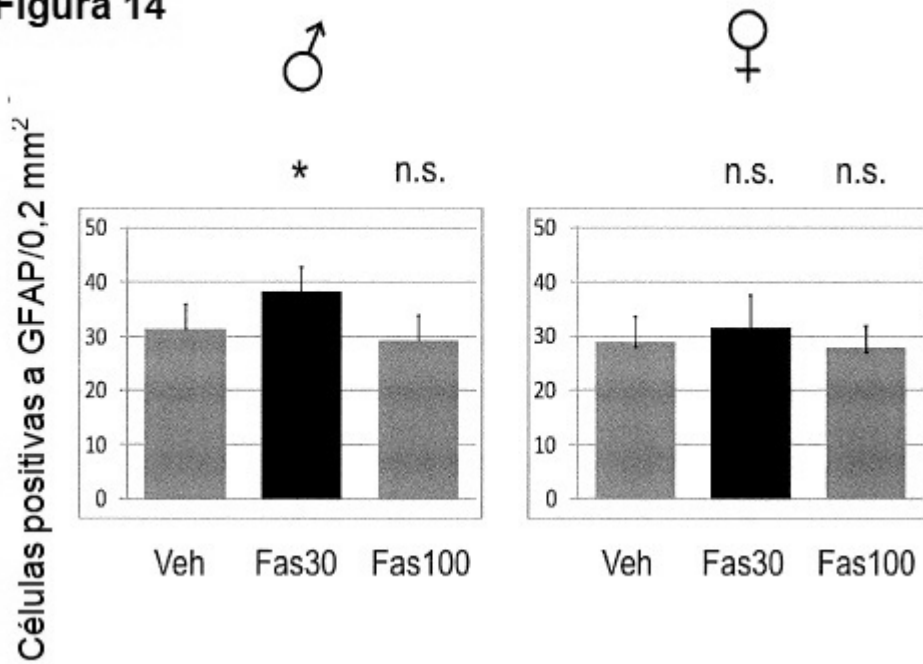 Figura 14
♂ ♀
* n.s. n.s. n.s.
Células positivas a GFAP/0,2 mm²
50 50
40 40
30 30
20 20
10 10
0 0
Veh Fas30 Fas100 Veh Fas30 Fas100